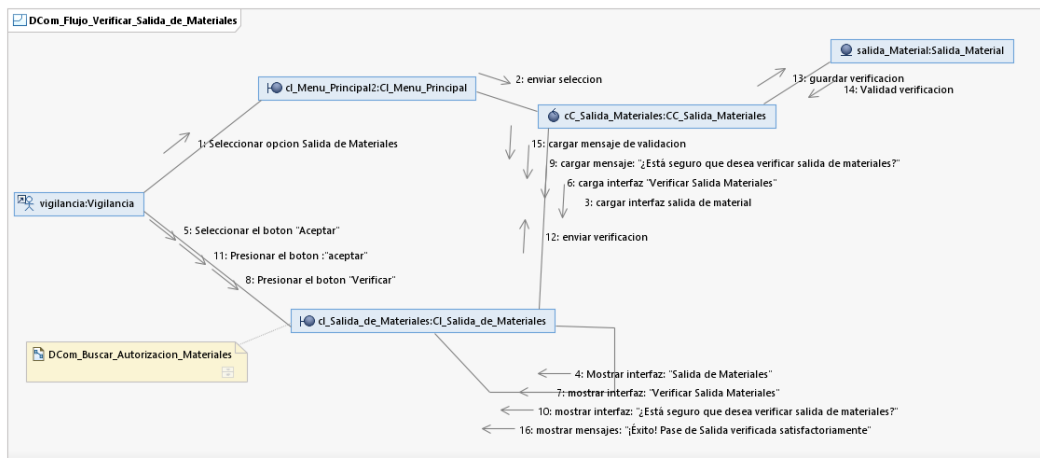 DCom_Flujo_Verificar_Salida_de_Materiales
salida_Material:Salida_Material
2: enviar seleccion
13: guardar verificacion
cI_Menu_Principal2:CI_Menu_Principal
14: Validad verificacion
cC_Salida_Materiales:CC_Salida_Materiales
1: Seleccionar opcion Salida de Materiales
15: cargar mensaje de validacion
9: cargar mensaje: "¿Está seguro que desea verificar salida de materiales?"
6: carga interfaz "Verificar Salida Materiales"
vigilancia:Vigilancia
3: cargar interfaz salida de material
5: Seleccionar el boton "Aceptar"
12: enviar verificacion
11: Presionar el boton :"aceptar"
8: Presionar el boton "Verificar"
cI_Salida_de_Materiales:CI_Salida_de_Materiales
DCom_Buscar_Autorizacion_Materiales
4: Mostrar interfaz: "Salida de Materiales"
7: mostrar interfaz: "Verificar Salida Materiales"
10: mostrar interfaz: "¿Está seguro que desea verificar salida de materiales?"
16: mostrar mensajes: "¡Éxito! Pase de Salida verificada satisfactoriamente"